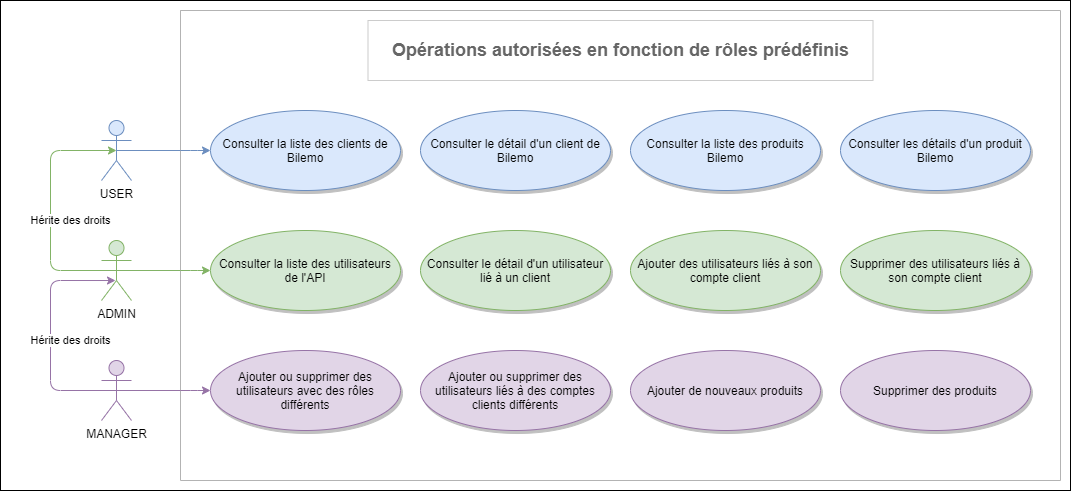 Opérations autorisées en fonction de rôles prédéfinis
Consulter la liste des clients de
Bilemo
Consulter le détail d'un client de
Bilemo
Consulter la liste des produits
Bilemo
Consulter les détails d'un produit
Bilemo
USER
Hérite des droits
Consulter la liste des utilisateurs
de l'API
Consulter le détail d'un utilisateur
lié à un client
Ajouter des utilisateurs liés à son
compte client
Supprimer des utilisateurs liés à
son compte client
ADMIN
Hérite des droits
Ajouter ou supprimer des
utilisateurs avec des rôles
différents
Ajouter ou supprimer des
utilisateurs liés à des comptes
clients différents
Ajouter de nouveaux produits
Supprimer des produits
MANAGER